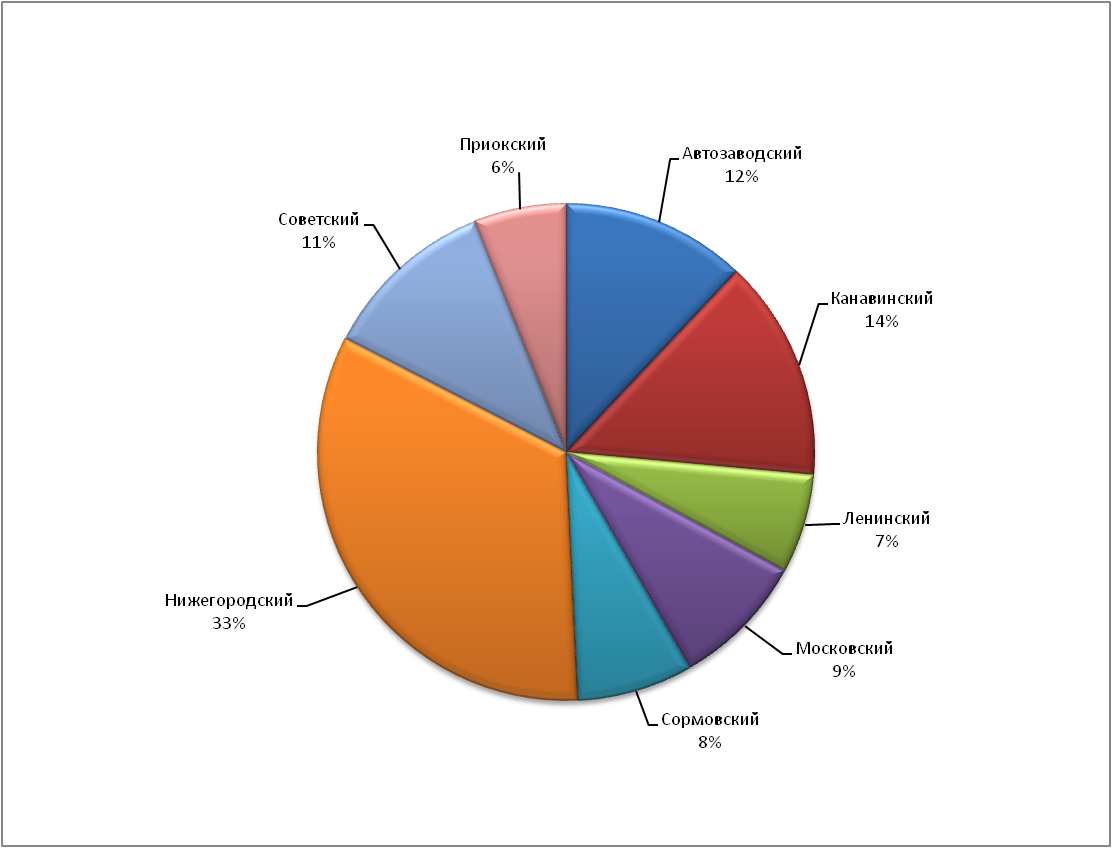 Приокский
6%
Автозаводский
12%
Советский
11%
Канавинский
14%
Ленинский
7%
Нижегородский
33%
Московский
9%
Сормовский
8%